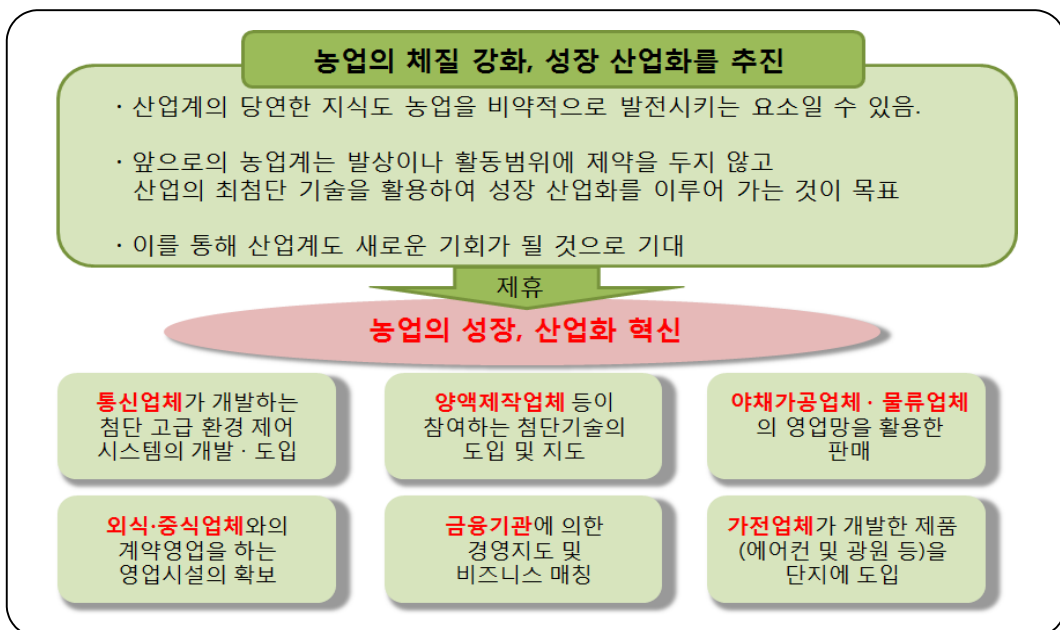 농업의 체질 강화, 성장 산업화를 추진
· 산업계의 당연한 지식도 농업을 비약적으로 발전시키는 요소일 수 있음.
· 앞으로의 농업계는 발상이나 활동범위에 제약을 두지 않고
산업의 최첨단 기술을 활용하여 성장 산업화를 이루어 가는 것이 목표
· 이를 통해 산업계도 새로운 기회가 될 것으로 기대
제휴
농업의 성장, 산업화 혁신
통신업체가 개발하는
첨단 고급 환경 제어
시스템의 개발 · 도입
양액제작업체 등이
참여하는 첨단기술의
도입 및 지도
야채가공업체 · 물류업체
의 영업망을 활용한
판매
외식·중식업체와의
계약영업을 하는
영업시설의 확보
금융기관에 의한
경영지도 및
비즈니스 매칭
가전업체가 개발한 제품
(에어컨 및 광원 등)을
단지에 도입